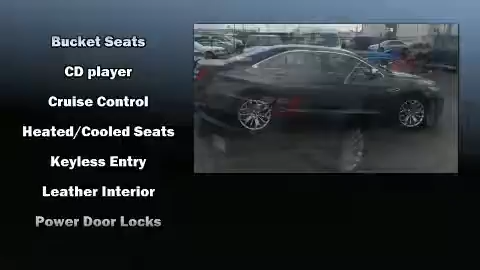 Bucket Seats
CD player
Cruise Control
Heated/Cooled Seats
Keyless Entry
Leather Interior
Power Door Locks